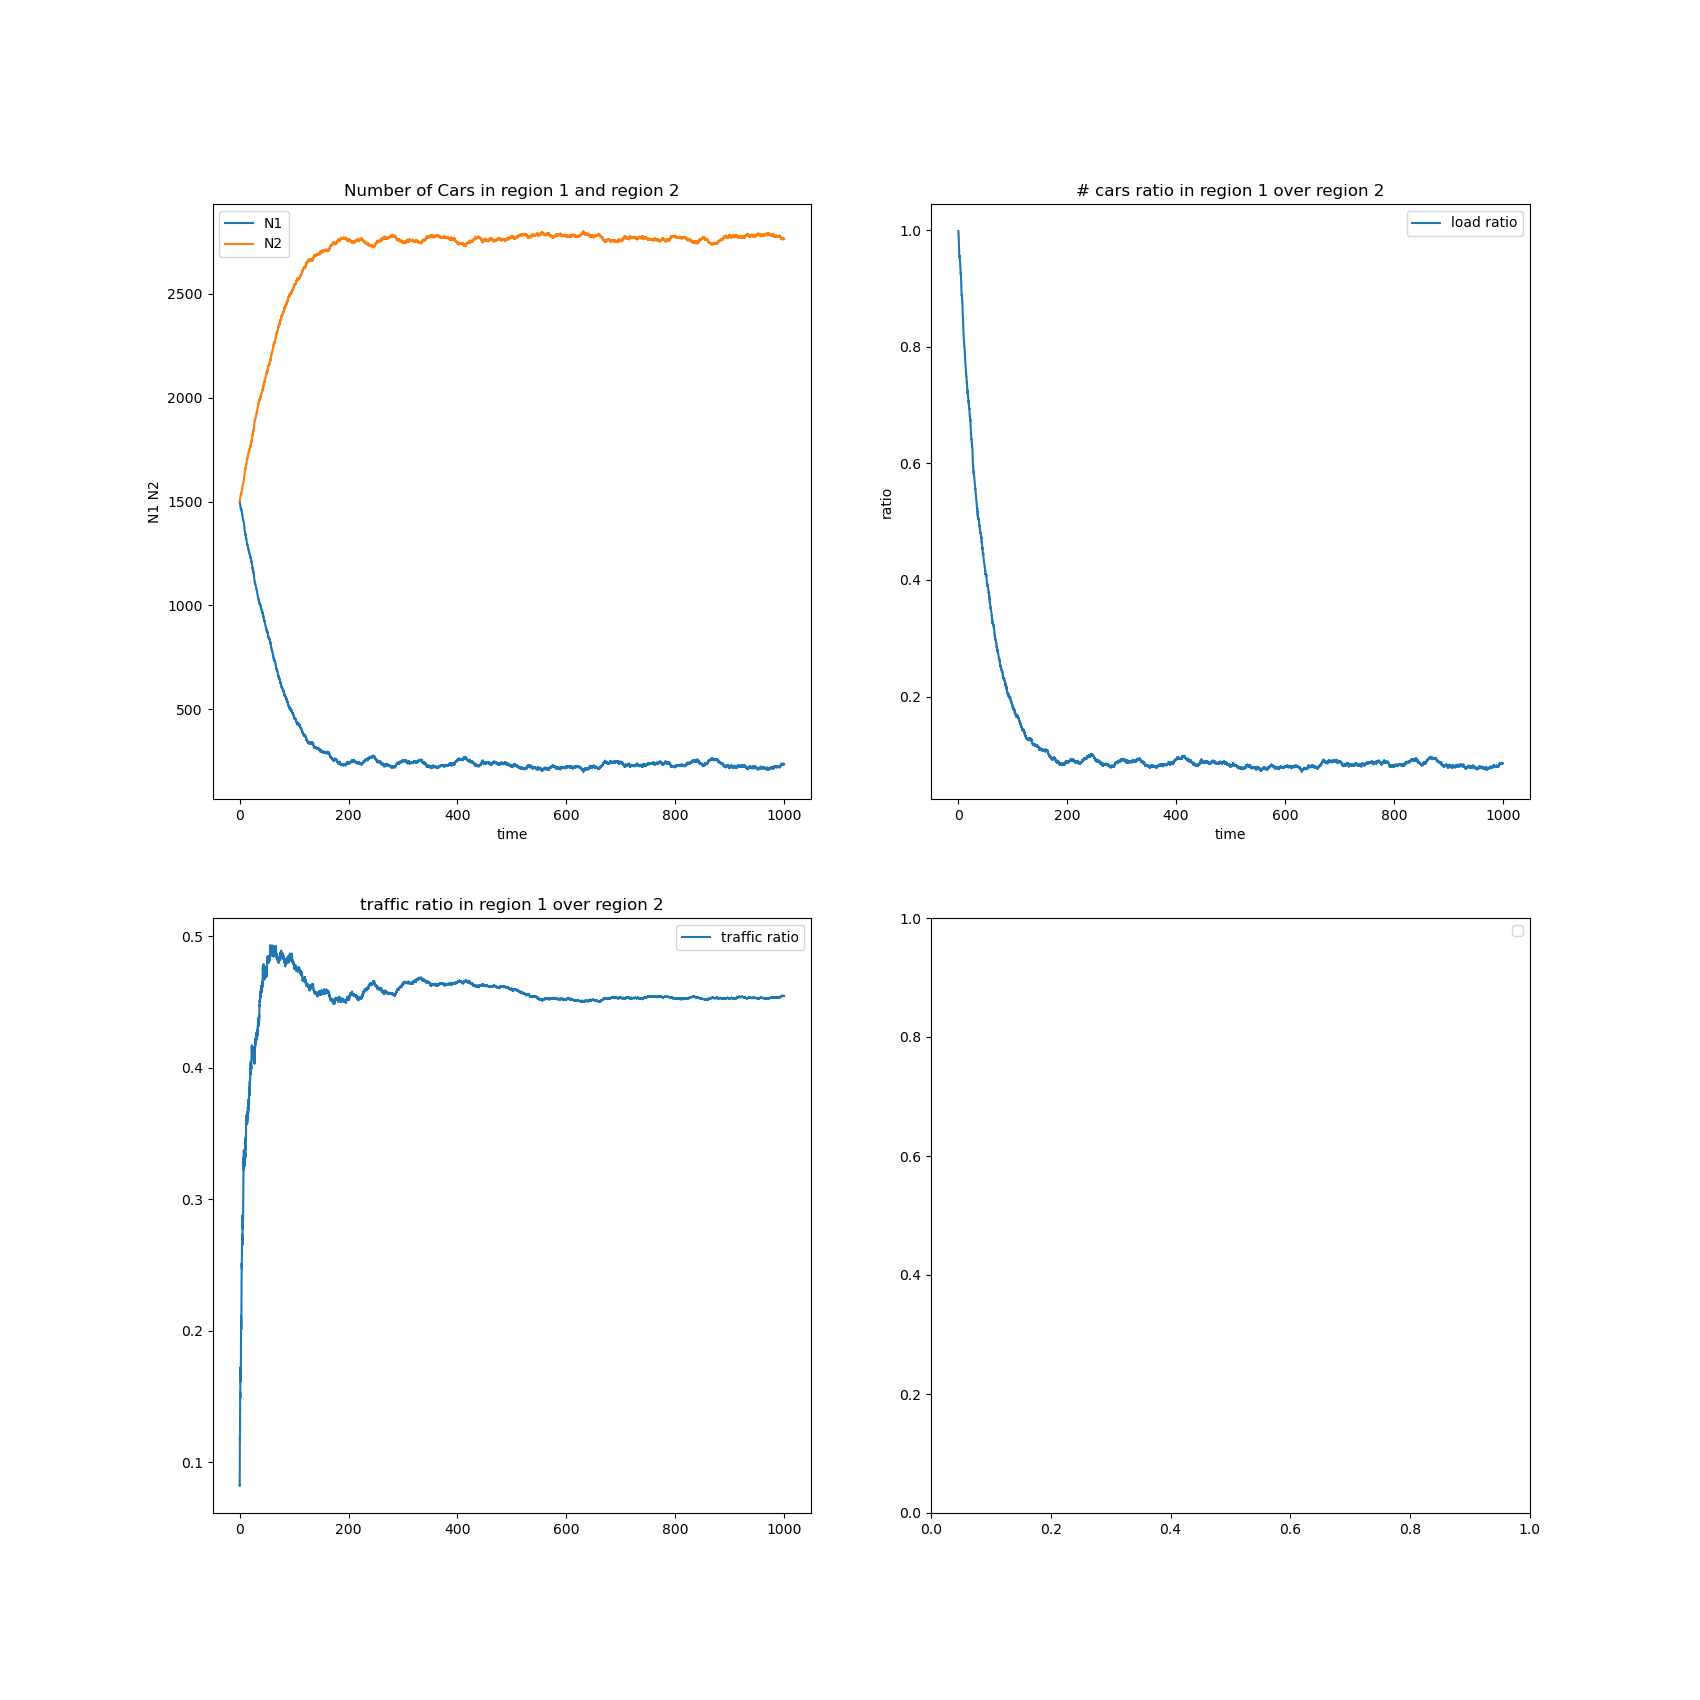 Number of Cars in region 1 and region 2
N1
N2
2500
2000
1500
1000
500
N1 N2
0 200 400 600 800 1000
time
# cars ratio in region 1 over region 2
load ratio
1.0
0.8
0.6
0.4
0.2
ratio
0 200 400 600 800 1000
time
traffic ratio in region 1 over region 2
traffic ratio
0.5
0.4
0.3
0.2
0.1
0 200 400 600 800 1000
1.0
0.8
0.6
0.4
0.2
0.0
0.0 0.2 0.4 0.6 0.8 1.0